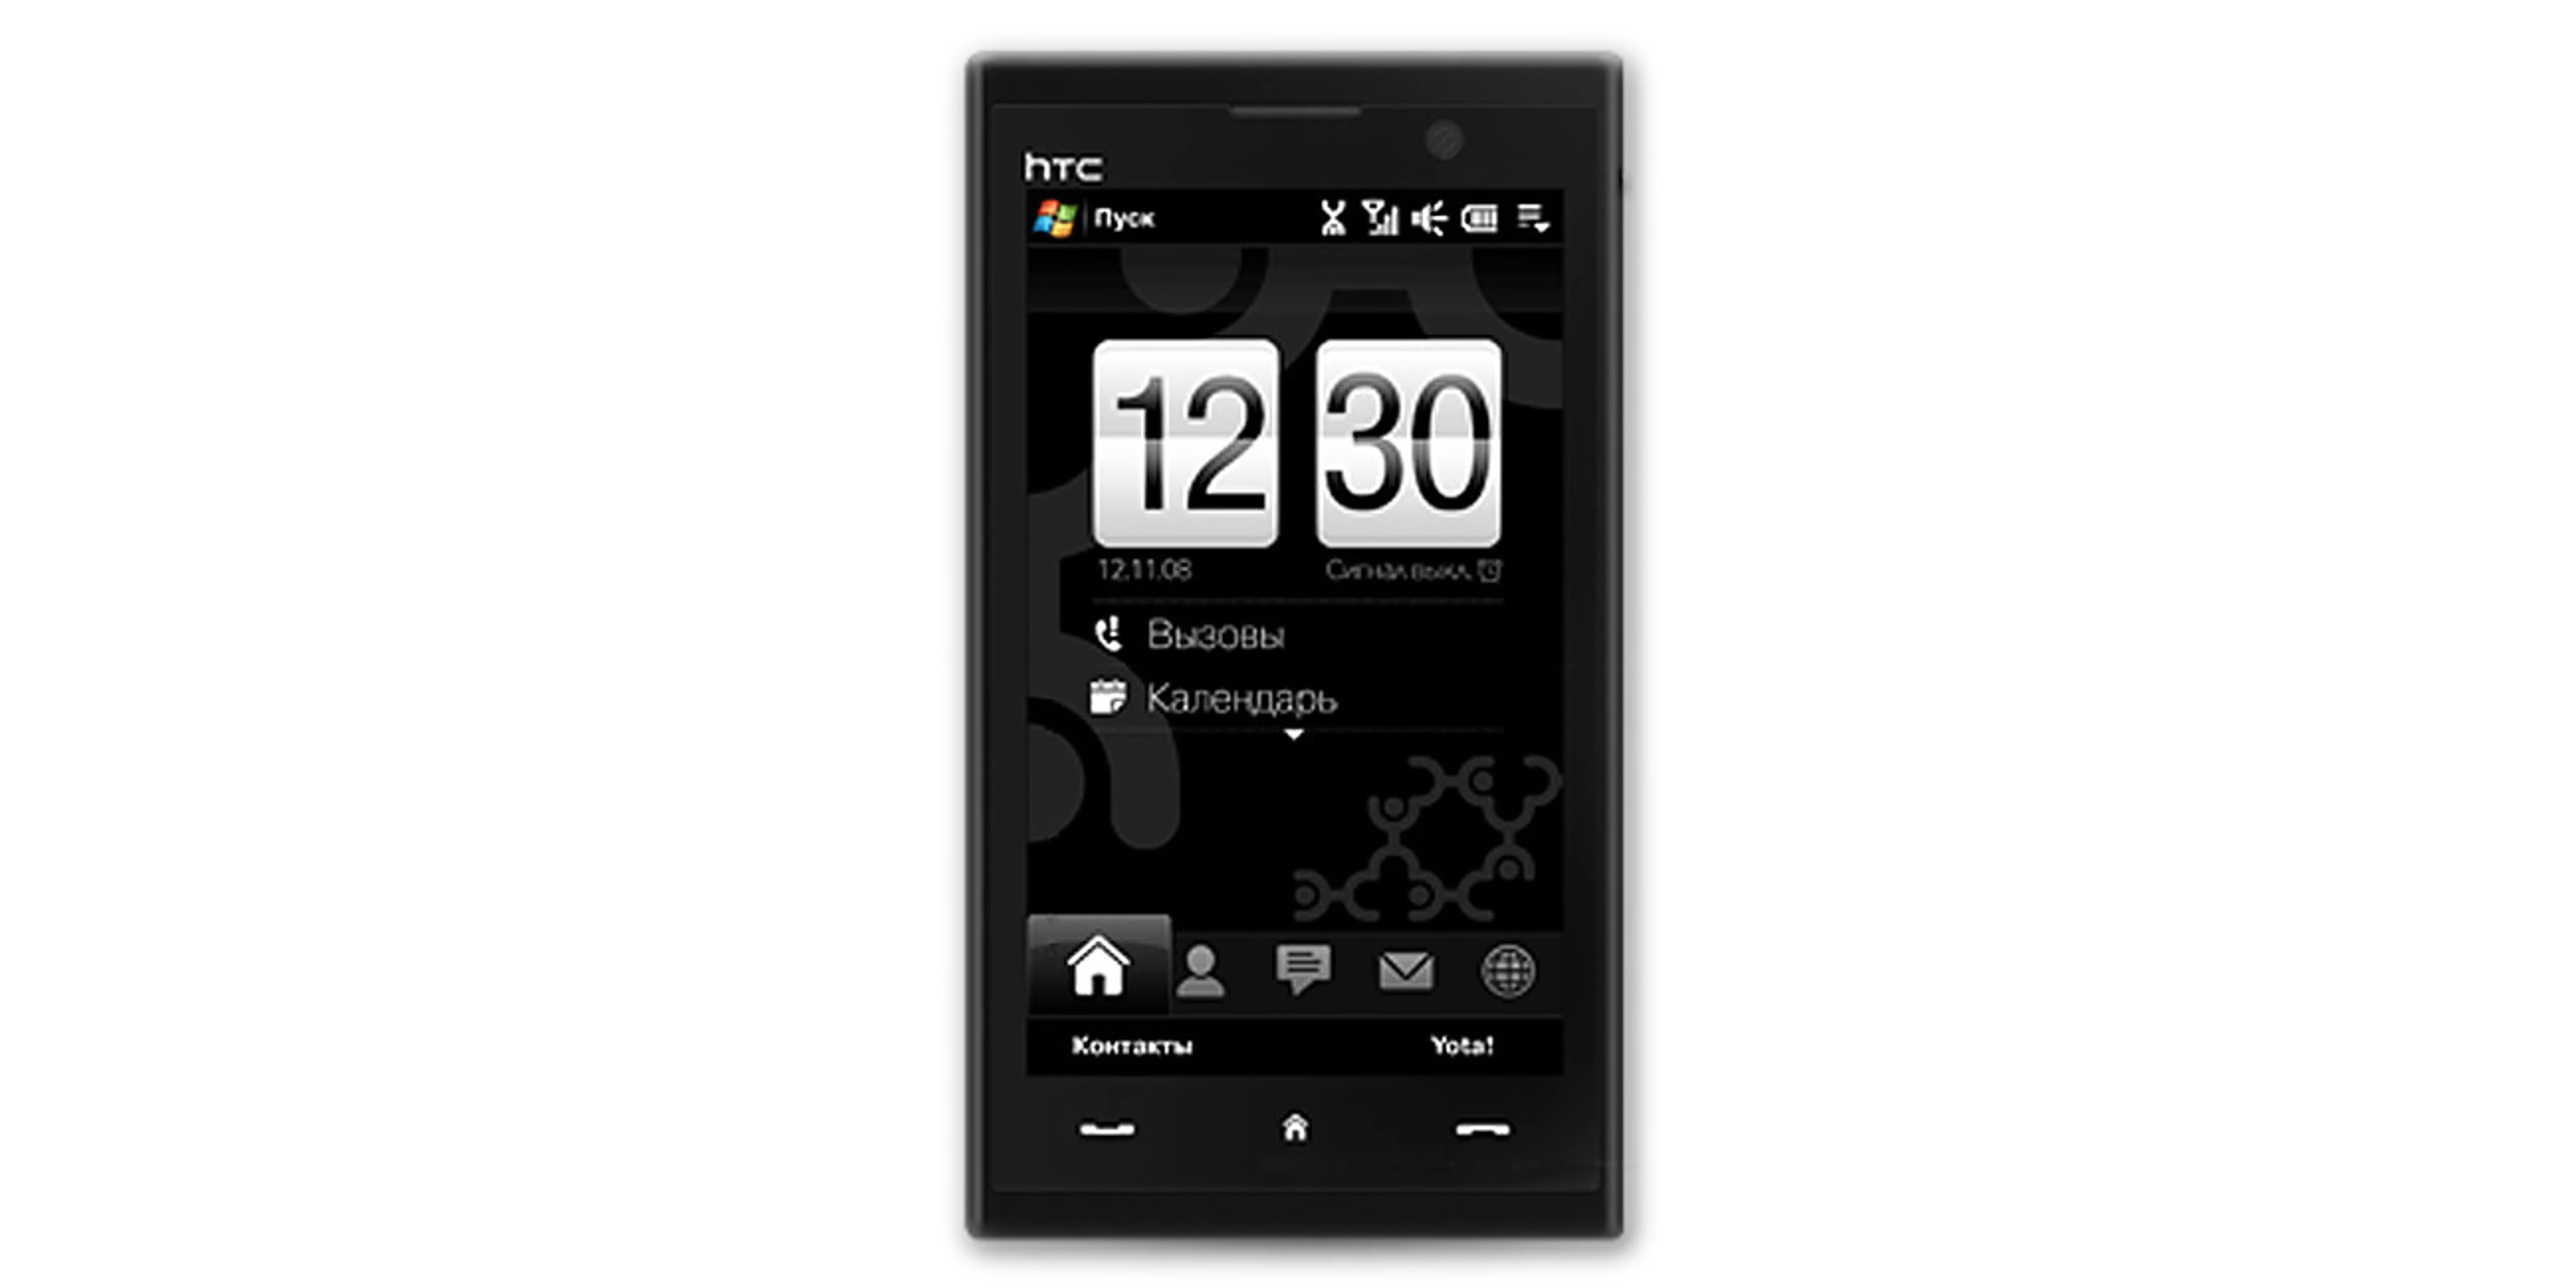 hTC
Пуск
12 30
12.11.08 Сигнал выкл.
Вызовы
Календарь
Контакты Yota!